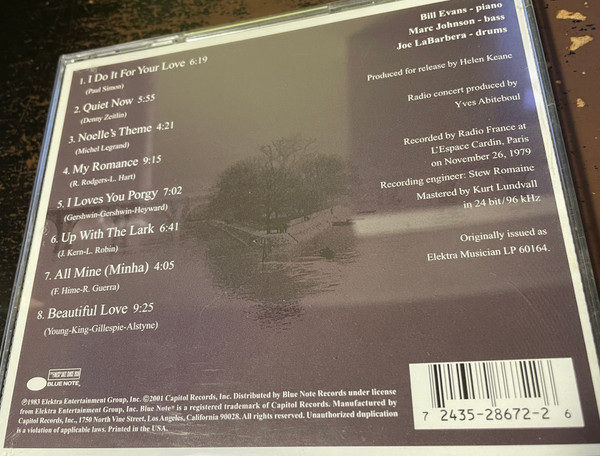 1. I Do It For Your Love 6:19
(Paul Simon)
2. Quiet Now 5:55
(Denny Zeitlin)
3. Noelle's Theme 4:21
(Michel Legrand)
4. My Romance 9:15
(R. Rodgers-L. Hart)
5. I Loves You Porgy 7:02
(Gershwin-Gershwin-Heyward)
6. Up With The Lark 6:41
(J. Kern-L. Robin)
7. All Mine (Minha) 4:05
(F. Hime-R. Guerra)
8. Beautiful Love 9:25
(Young-King-Gillespie-Alstyne)
Bill Evans - piano
Marc Johnson - bass
Joe LaBarbera - drums
Produced for release by Helen Keane
Radio concert produced by
Yves Abiteboul
Recorded by Radio France at
L'Espace Cardin, Paris
on November 26, 1979
Recording engineer: Stew Romaine
Mastered by Kurt Lundvall
in 24 bit/96 kHz
Originally issued as
Elektra Musician LP 60164.
BLUE NOTE
℗1983 Elektra Entertainment Group, Inc. ©2001 Capitol Records, Inc. Distributed by Blue Note Records under license
from Elektra Entertainment Group, Inc. Blue Note® is a registered trademark of Capitol Records. Manufactured by
Capitol Records, Inc., 1750 North Vine Street, Los Angeles, California 90028. All rights reserved. Unauthorized duplication
is a violation of applicable laws. Printed in the USA.
7 2435-28672-2 6